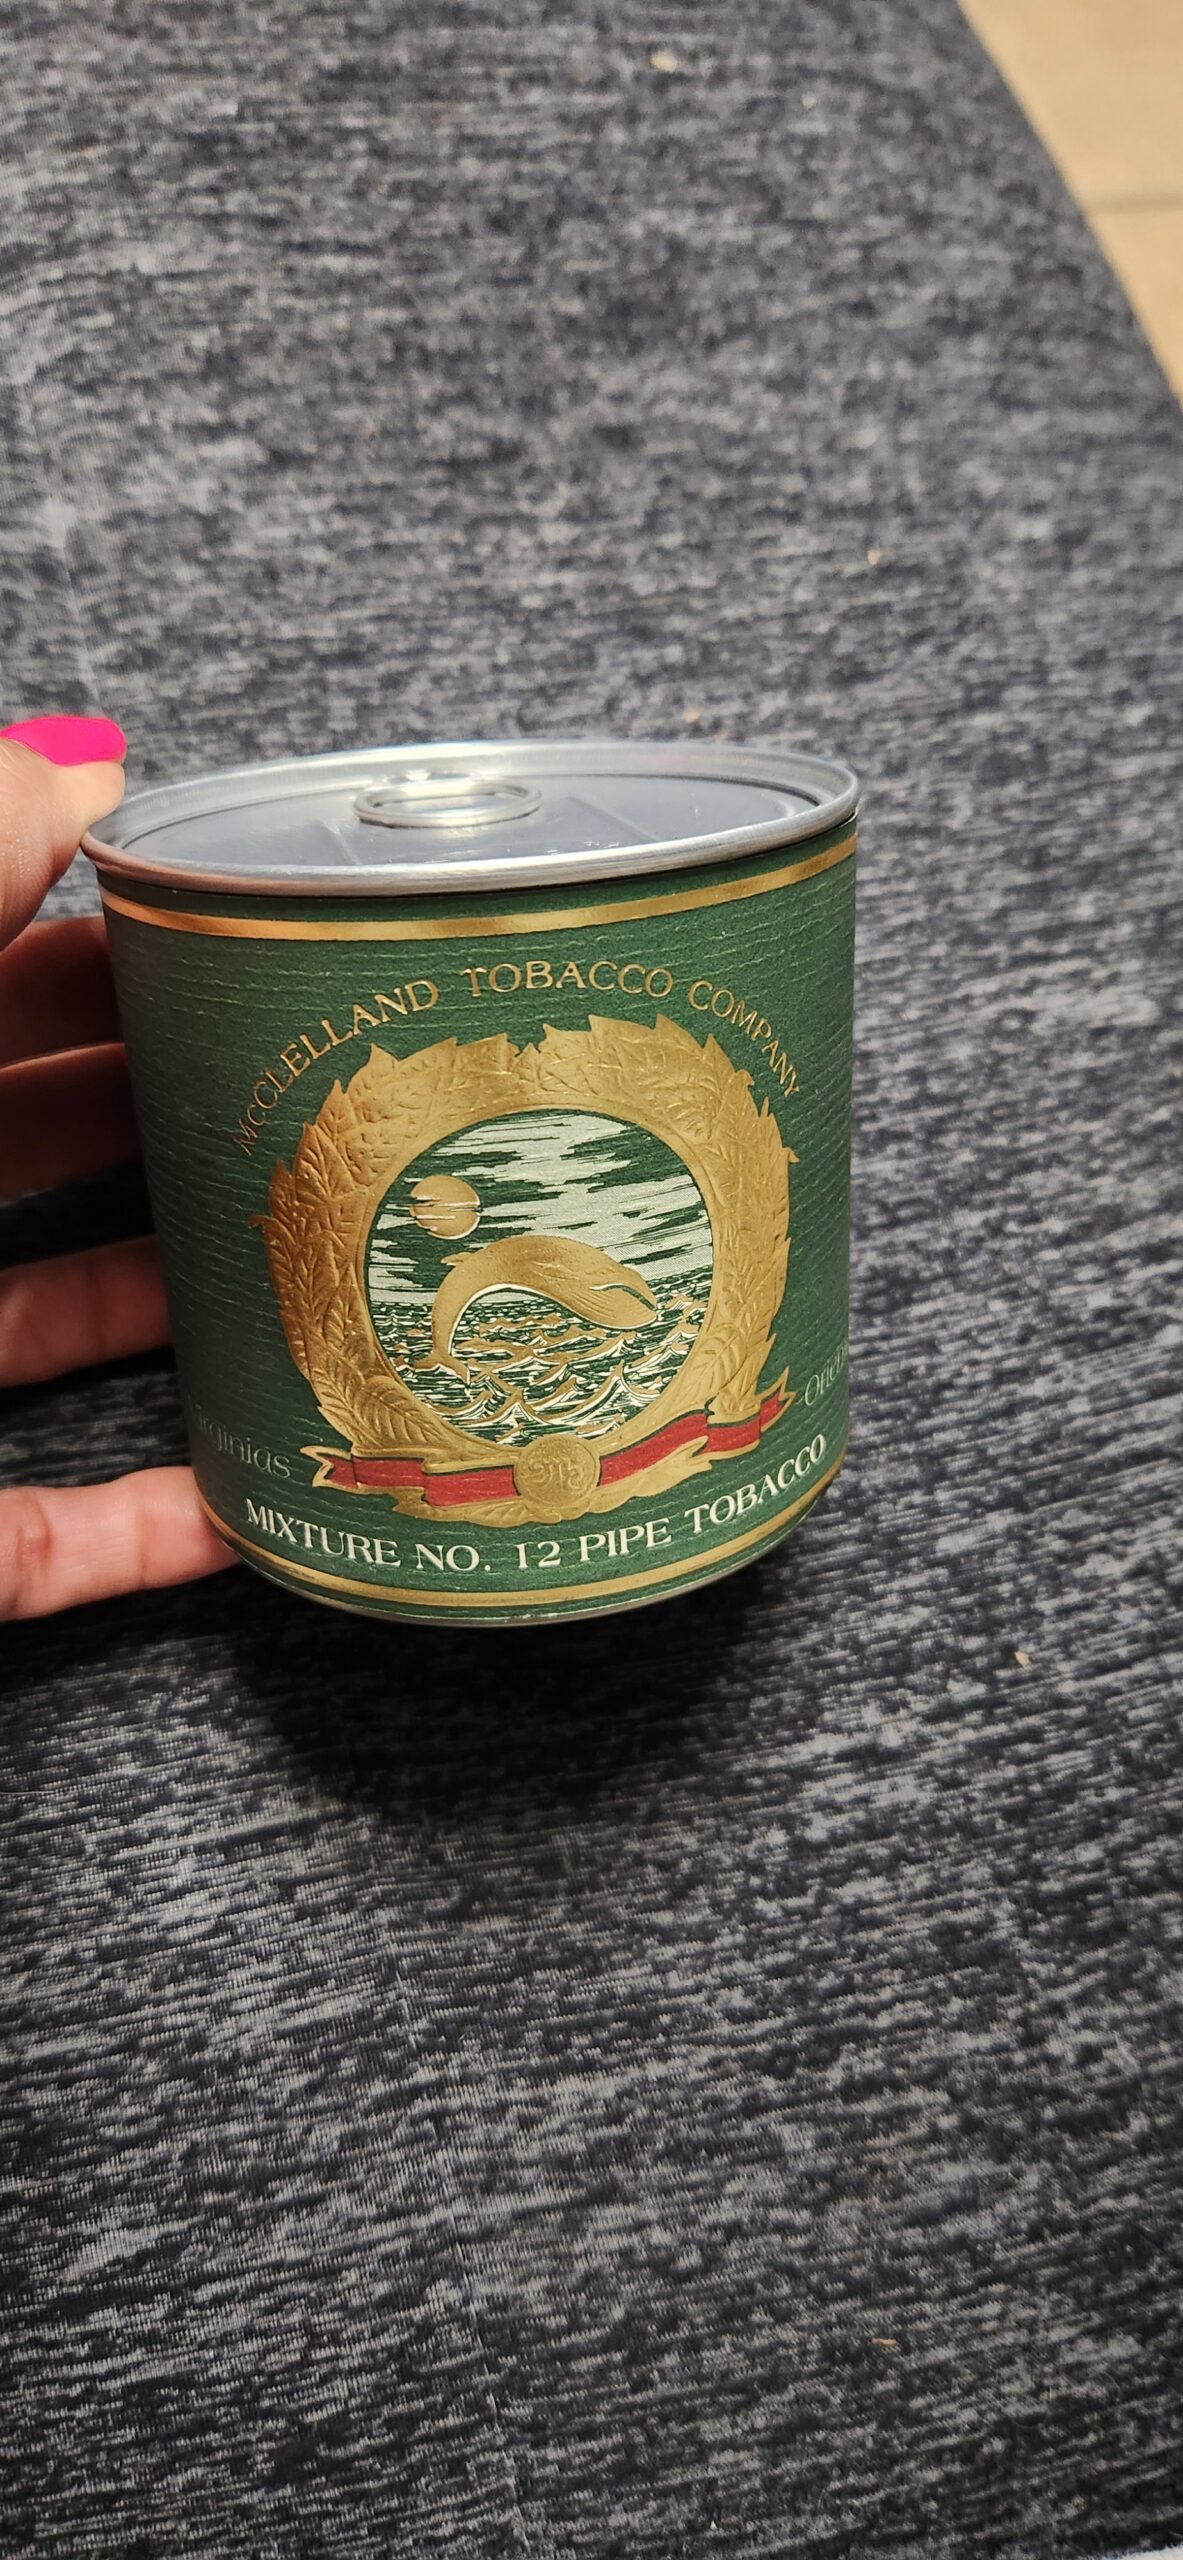 McCLELLAND TOBACCO COMPANY
Virginias
MIXTURE NO. 12 PIPE TOBACCO